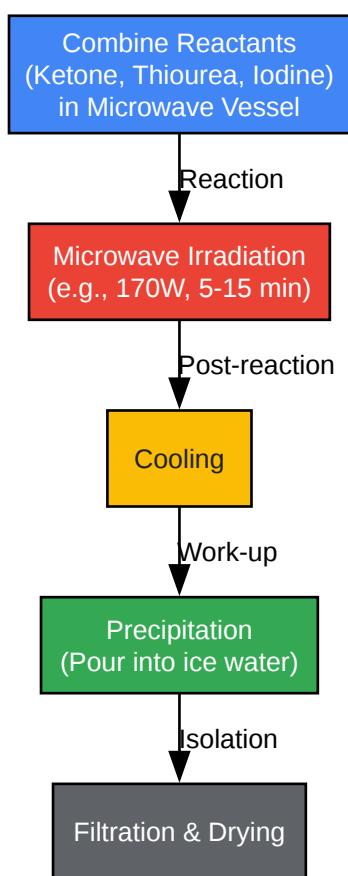 Combine Reactants
(Ketone, Thiourea, Iodine)
in Microwave Vessel
Reaction
Microwave Irradiation
(e.g., 170W, 5-15 min)
Post-reaction
Cooling
Work-up
Precipitation
(Pour into ice water)
Isolation
Filtration & Drying